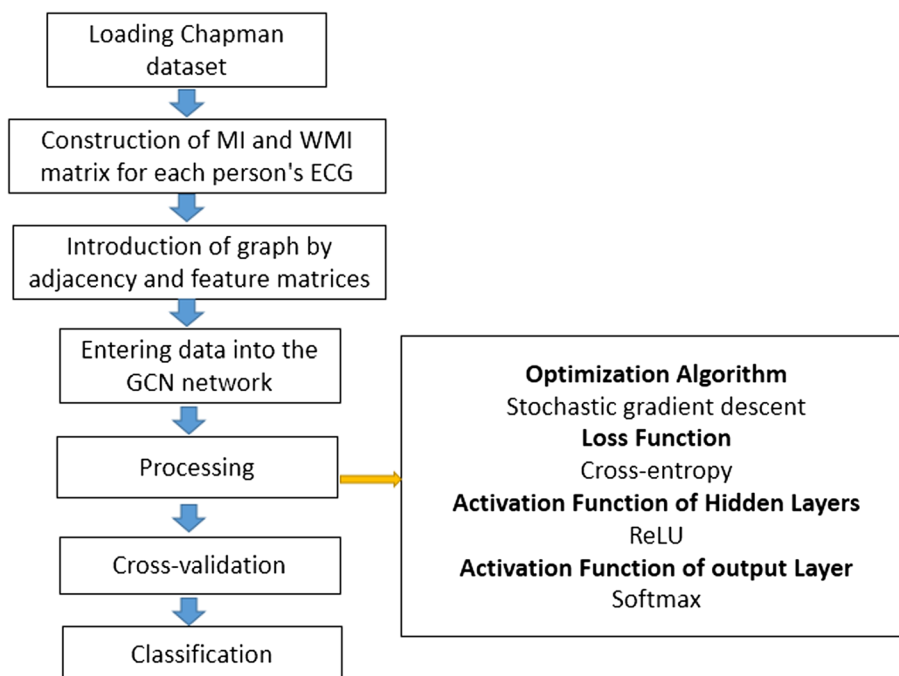 Loading Chapman
dataset
Construction of MI and WMI
matrix for each person's ECG
Introduction of graph by
adjacency and feature matrices
Entering data into the
GCN network
Processing
Cross-validation
Classification
Optimization Algorithm
Stochastic gradient descent
Loss Function
Cross-entropy
Activation Function of Hidden Layers
ReLU
Activation Function of output Layer
Softmax